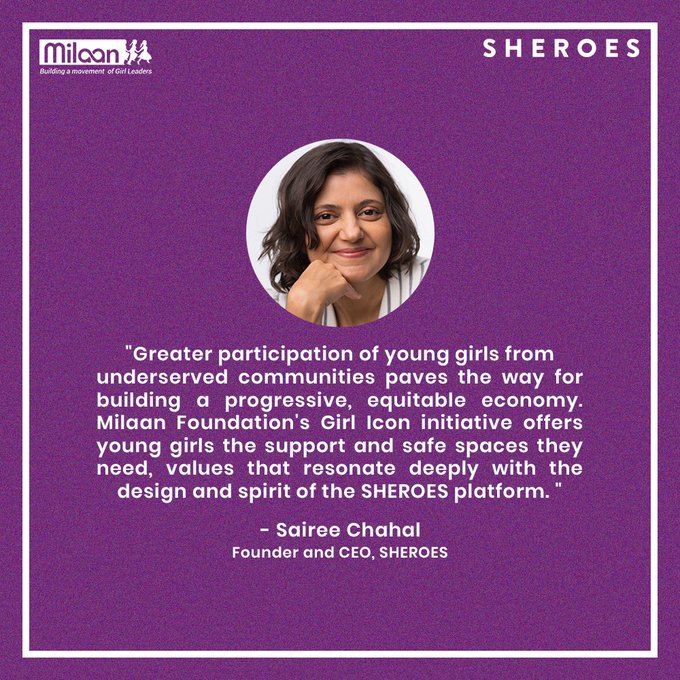 Milaan
Building a movement of Girl Leaders
SHEROES
"Greater participation of young girls from
underserved communities paves the way for
building a progressive, equitable economy.
Milaan Foundation's Girl Icon initiative offers
young girls the support and safe spaces they
need, values that resonate deeply with the
design and spirit of the SHEROES platform. "
- Sairee Chahal
Founder and CEO, SHEROES